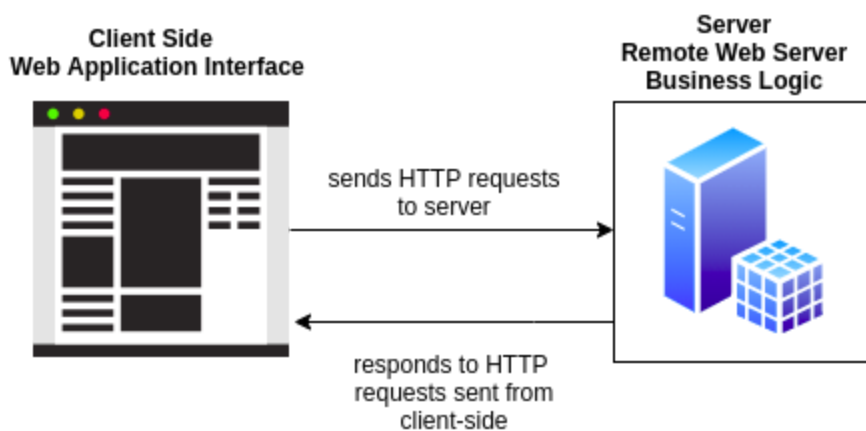 Client Side
Web Application Interface
Server
Remote Web Server
Business Logic
sends HTTP requests
to server
responds to HTTP
requests sent from
client-side